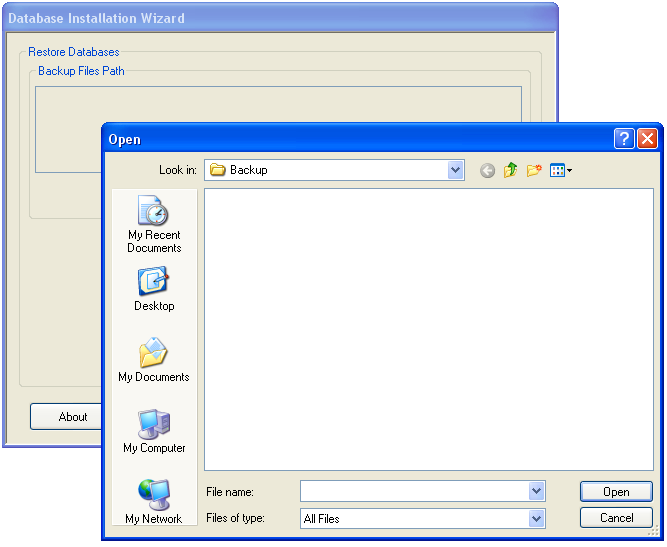 Database Installation Wizard
Restore Databases
Backup Files Path
Open
Look in:
Backup
My Recent
Documents
Desktop
My Documents
My Computer
My Network
File name:
Open
Files of type:
All Files
Cancel
About